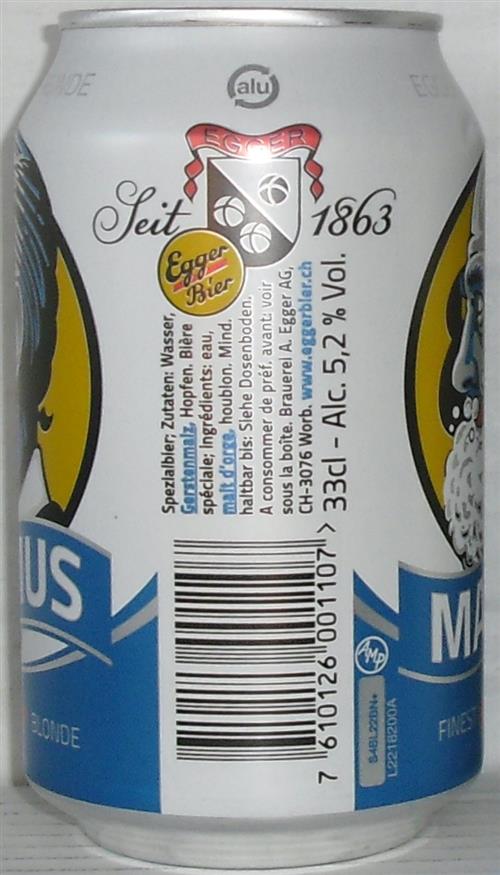 alu
EGGER
Seit 1863
Egger
Bier
Spezialbier; Zutaten: Wasser,
Gerstenmalz, Hopfen. Bière
spéciale; Ingrédients: eau,
malt d'orge, houblon. Mind.
haltbar bis: Siehe Dosenboden.
A consommer de préf. avant: voir
sous la boîte. Brauerei A. Egger AG,
CH-3076 Worb. www.eggerbier.ch
33cl - Alc. 5,2 % Vol.
7 610126 001107 >
AMP
L2218200A
US
BLONDE
MA
FINEST